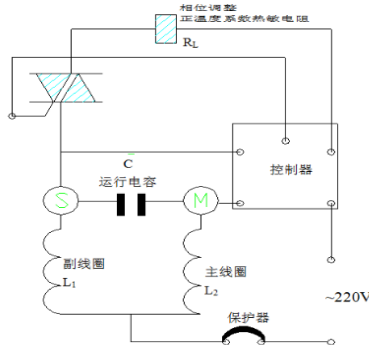 相位调整
正温度系数热敏电阻
R_L
控制器
C
运行电容
S
M
副线圈
L₁
主线圈
L₂
~220V
保护器